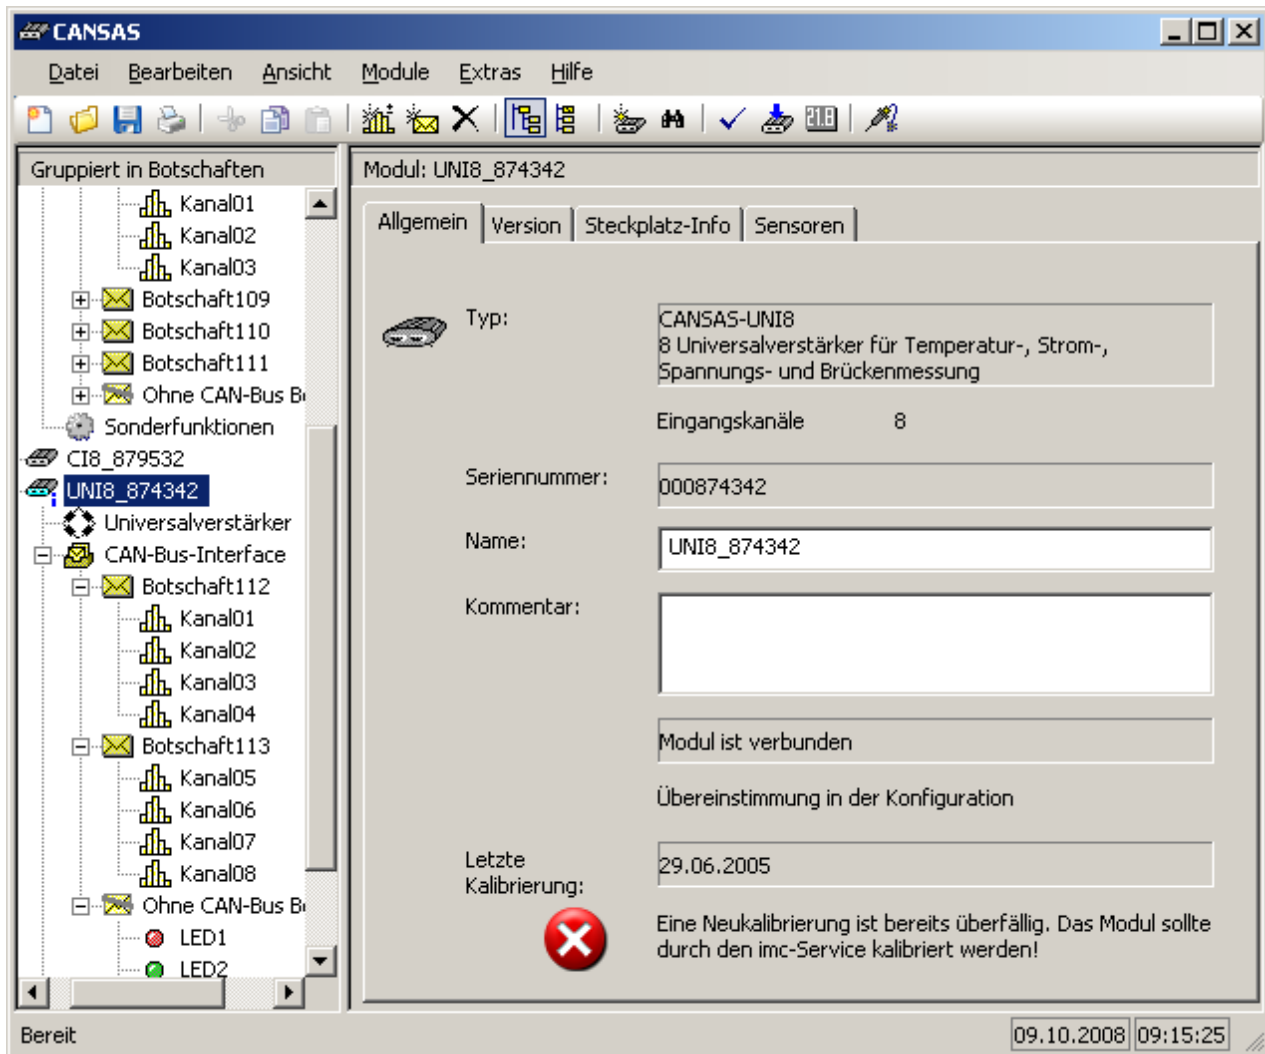 CANSAS
Datei Bearbeiten Ansicht Module Extras Hilfe
21.8
Gruppiert in Botschaften
Kanal01
Kanal02
Kanal03
Botschaft109
Botschaft110
Botschaft111
Ohne CAN-Bus B
Sonderfunktionen
CI8_879532
UNI8_874342
Universalverstärker
CAN-Bus-Interface
Botschaft112
Kanal01
Kanal02
Kanal03
Kanal04
Botschaft113
Kanal05
Kanal06
Kanal07
Kanal08
Ohne CAN-Bus B
LED1
LED2
Modul: UNI8_874342
Allgemein Version Steckplatz-Info Sensoren
Typ: CANSAS-UNI8
8 Universalverstärker für Temperatur-, Strom-,
Spannungs- und Brückenmessung
Eingangskanäle 8
Seriennummer: 000874342
Name: UNI8_874342
Kommentar:
Modul ist verbunden
Übereinstimmung in der Konfiguration
Letzte
Kalibrierung: 29.06.2005
Eine Neukalibrierung ist bereits überfällig. Das Modul sollte
durch den imc-Service kalibriert werden!
Bereit 09.10.2008 09:15:25